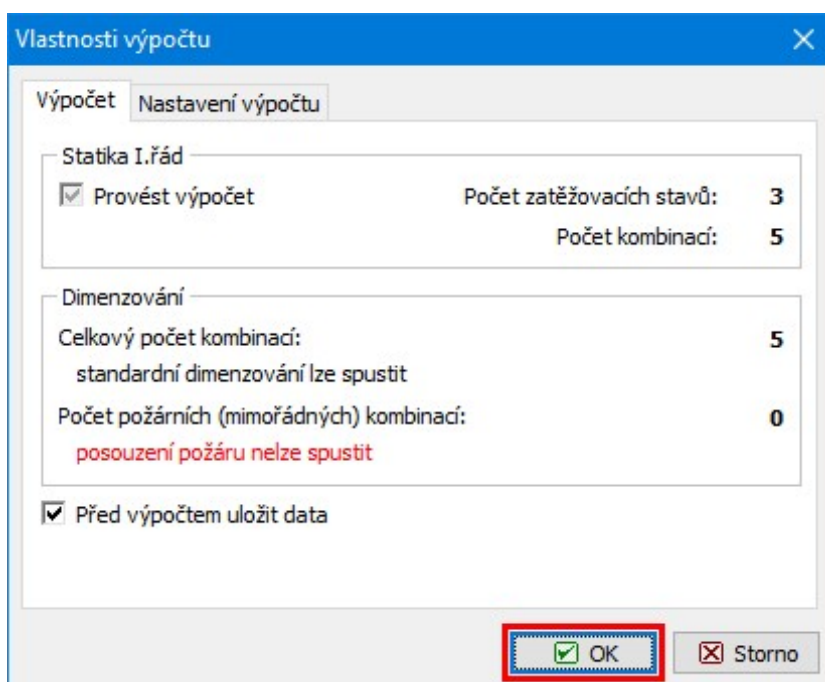 Vlastnosti výpočtu
Výpočet Nastavení výpočtu
Statika I.řád
Provést výpočet Počet zatěžovacích stavů: 3
Počet kombinací: 5
Dimenzování
Celkový počet kombinací: 5
standardní dimenzování lze spustit
Počet požárních (mimořádných) kombinací: 0
posouzení požáru nelze spustit
Před výpočtem uložit data
OK Storno